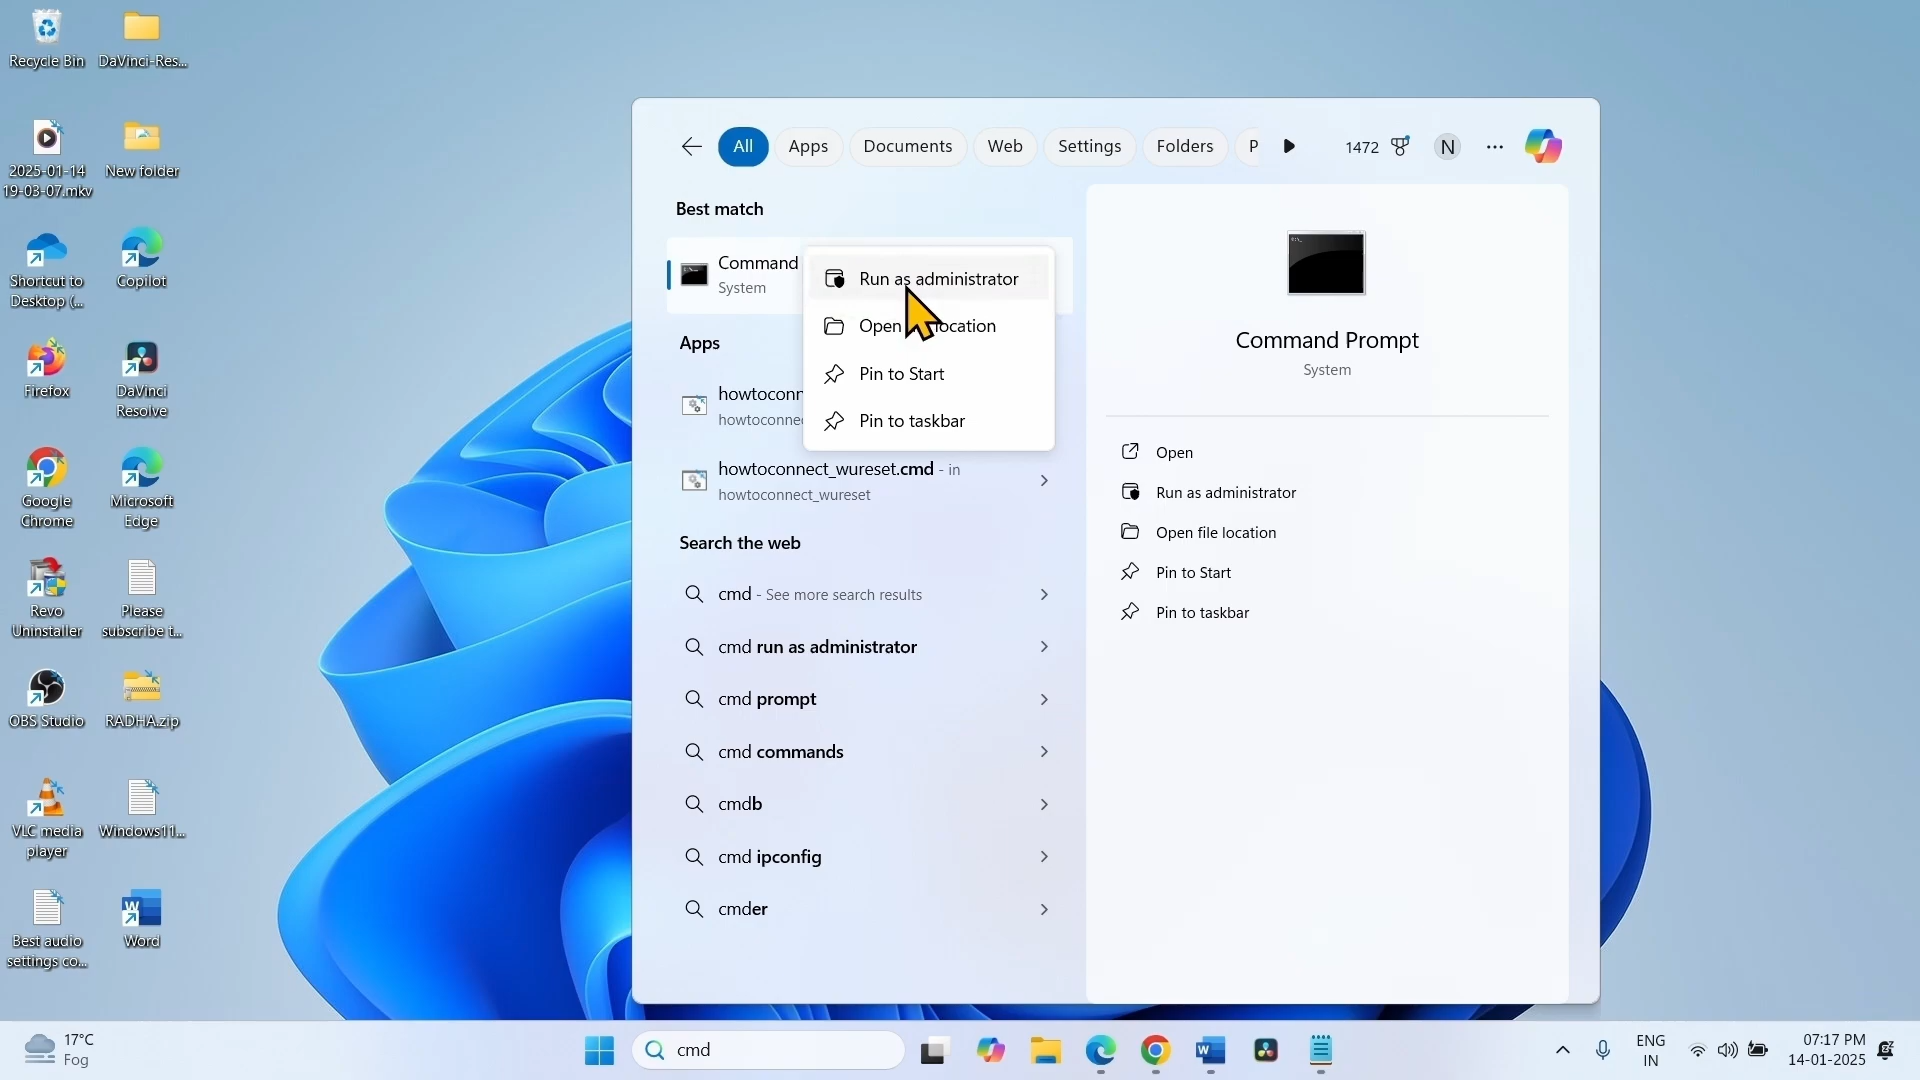 Recycle Bin
DaVinci-Res...
2025-01-14
19-03-07.mkv
New folder
Shortcut to
Desktop (...
Copilot
Firefox
DaVinci
Resolve
Google
Chrome
Microsoft
Edge
Revo
Uninstaller
Please
subscribe t...
OBS Studio
RADHA.zip
VLC media
player
Windows11...
Best audio
settings co...
Word
All
Apps
Documents
Web
Settings
Folders
P
1472
N
...
Best match
Command
System
Run as administrator
Open location
Pin to Start
Pin to taskbar
Apps
howtoconn
howtoconnec
howtoconnect_wureset.cmd - in
howtoconnect_wureset
Search the web
cmd - See more search results
cmd run as administrator
cmd prompt
cmd commands
cmdb
cmd ipconfig
cmder
Command Prompt
System
Open
Run as administrator
Open file location
Pin to Start
Pin to taskbar
17°C
Fog
cmd
ENG
IN
07:17 PM
14-01-2025